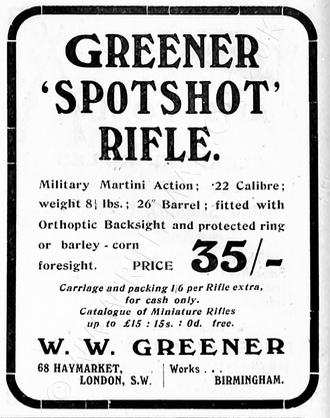 GREENER
'SPOTSHOT'
RIFLE.
Military Martini Action; ·22 Calibre;
weight 8½ lbs.; 26" Barrel; fitted with
Orthoptic Backsight and protected ring
or barley-corn
foresight. PRICE 35/-
Carriage and packing 1/6 per Rifle extra,
for cash only.
Catalogue of Miniature Rifles
up to £15 : 15s. : 0d. free.
W. W. GREENER
68 HAYMARKET, Works . . .
LONDON, S.W. BIRMINGHAM.